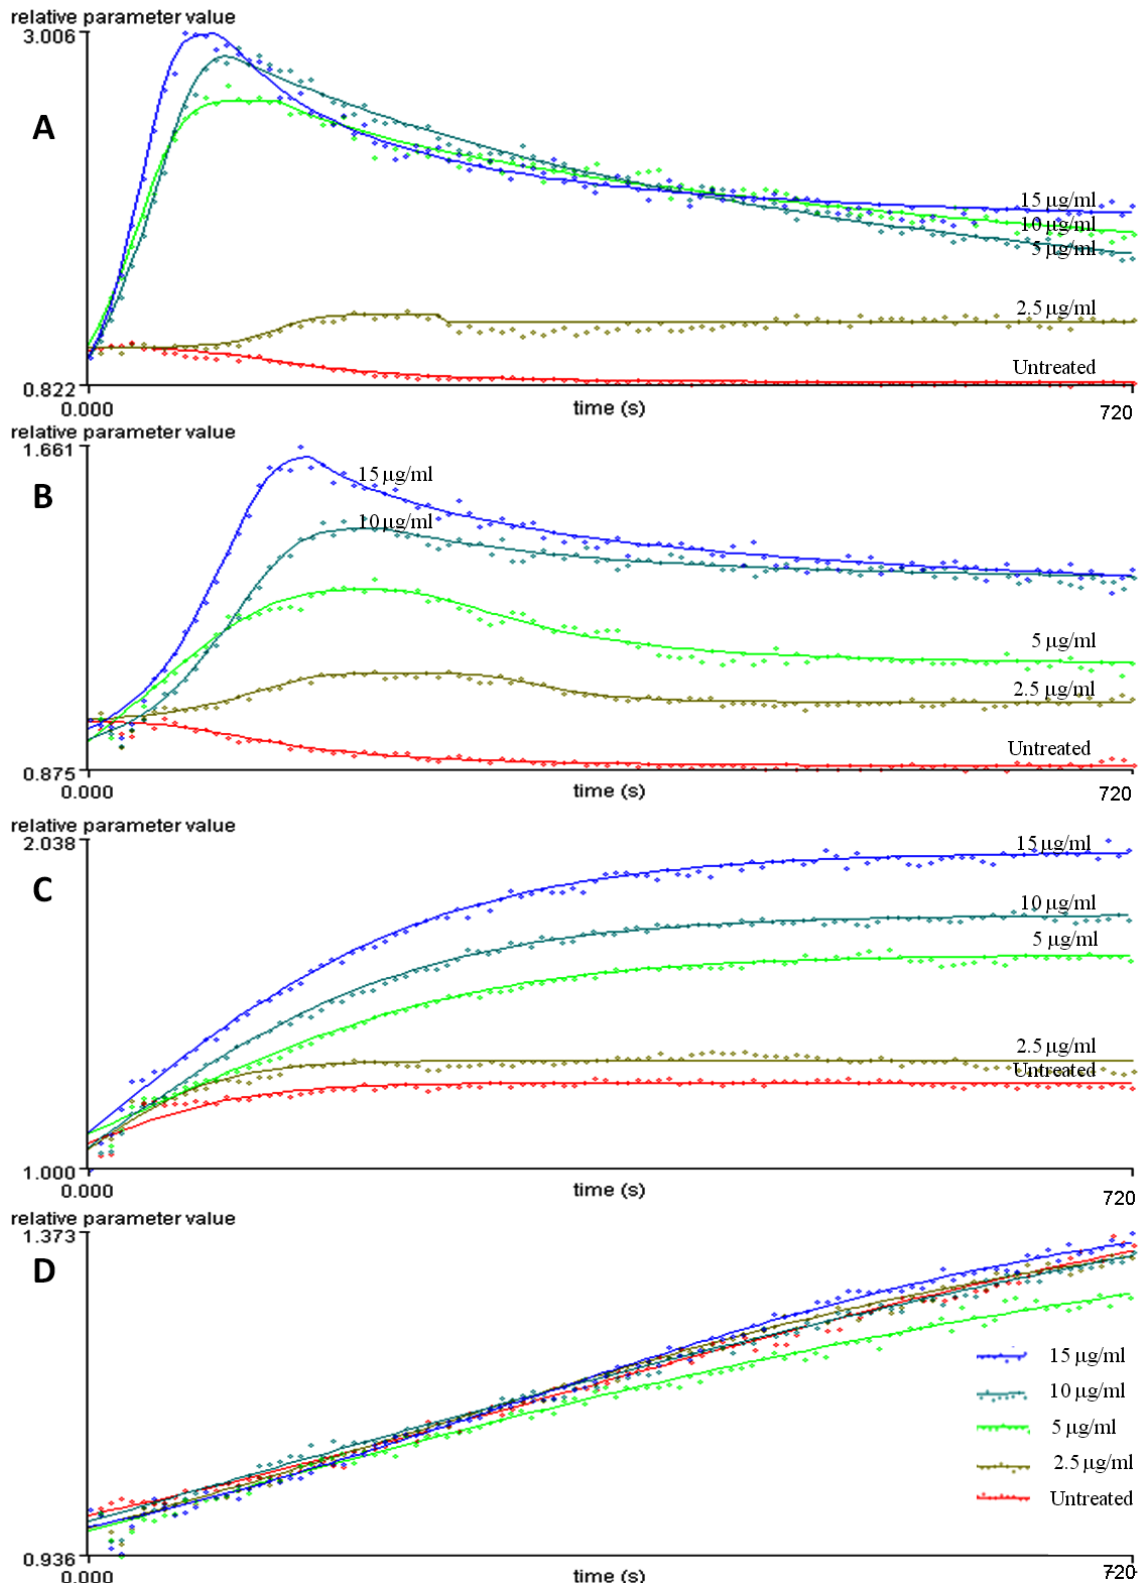 relative parameter value
3.006
A
15 µg/ml
10 µg/ml
5 µg/ml
2.5 µg/ml
Untreated
0.822
0.000
time (s)
720
relative parameter value
1.661
B
15 µg/ml
10 µg/ml
5 µg/ml
2.5 µg/ml
Untreated
0.875
0.000
time (s)
720
relative parameter value
2.038
C
15 µg/ml
10 µg/ml
5 µg/ml
2.5 µg/ml
Untreated
1.000
0.000
time (s)
720
relative parameter value
1.373
D
15 µg/ml
10 µg/ml
5 µg/ml
2.5 µg/ml
Untreated
0.936
0.000
time (s)
720